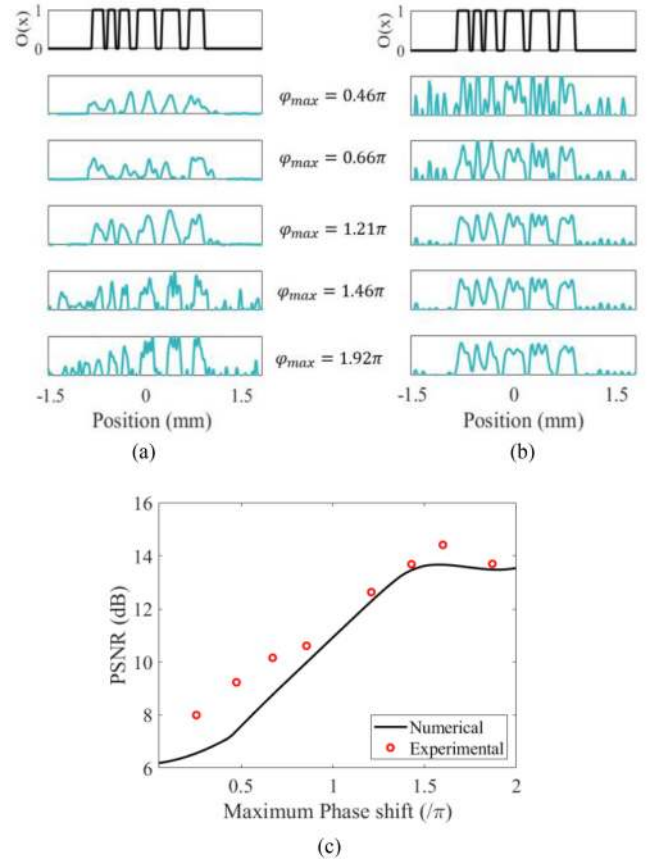 1
O(x)
0
1
O(x)
0
φmax = 0.46π
φmax = 0.66π
φmax = 1.21π
φmax = 1.46π
φmax = 1.92π
-1.5 0 1.5
Position (mm)
(a)
-1.5 0 1.5
Position (mm)
(b)
16
14
12
10
8
6
PSNR (dB)
Numerical
Experimental
0.5 1 1.5 2
Maximum Phase shift (/π)
(c)